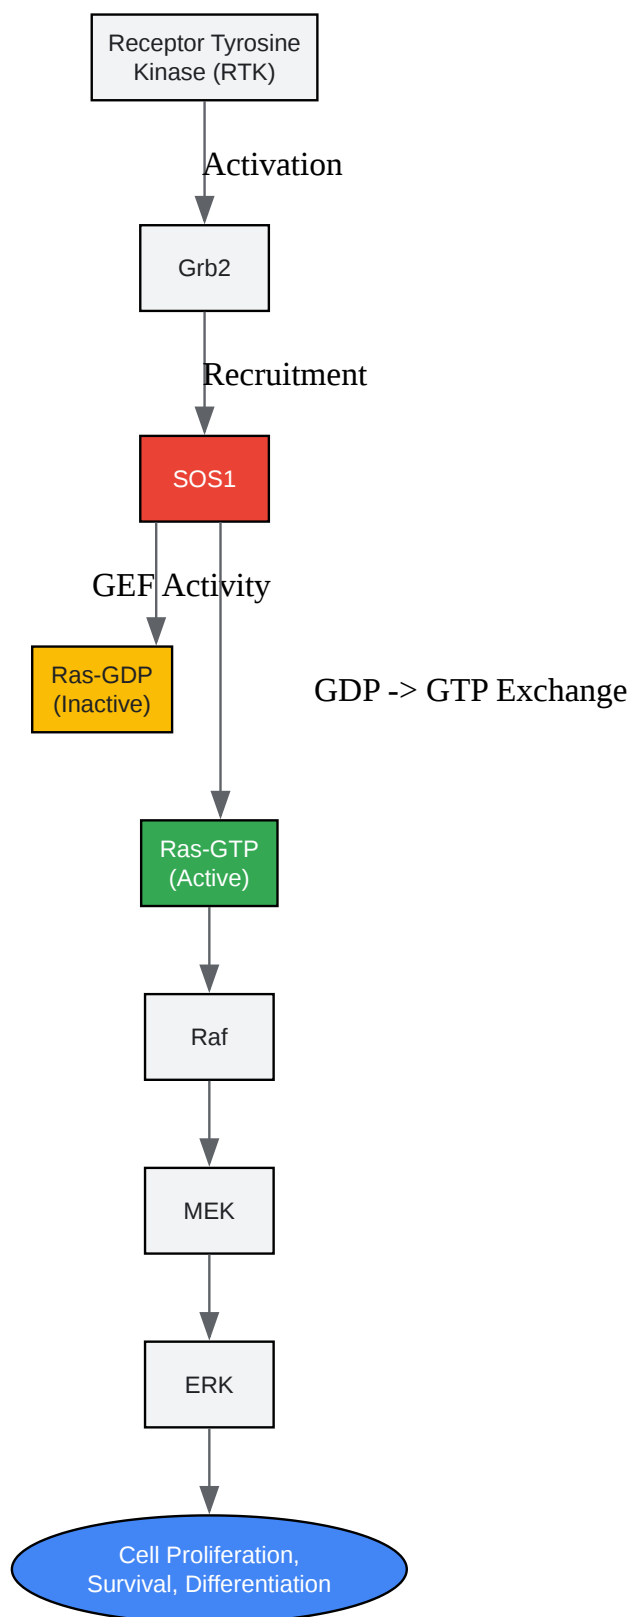 Receptor Tyrosine
Kinase (RTK)
Activation
Grb2
Recruitment
SOS1
GEF Activity
Ras-GDP
(Inactive)
GDP -> GTP Exchange
Ras-GTP
(Active)
Raf
MEK
ERK
Cell Proliferation,
Survival, Differentiation